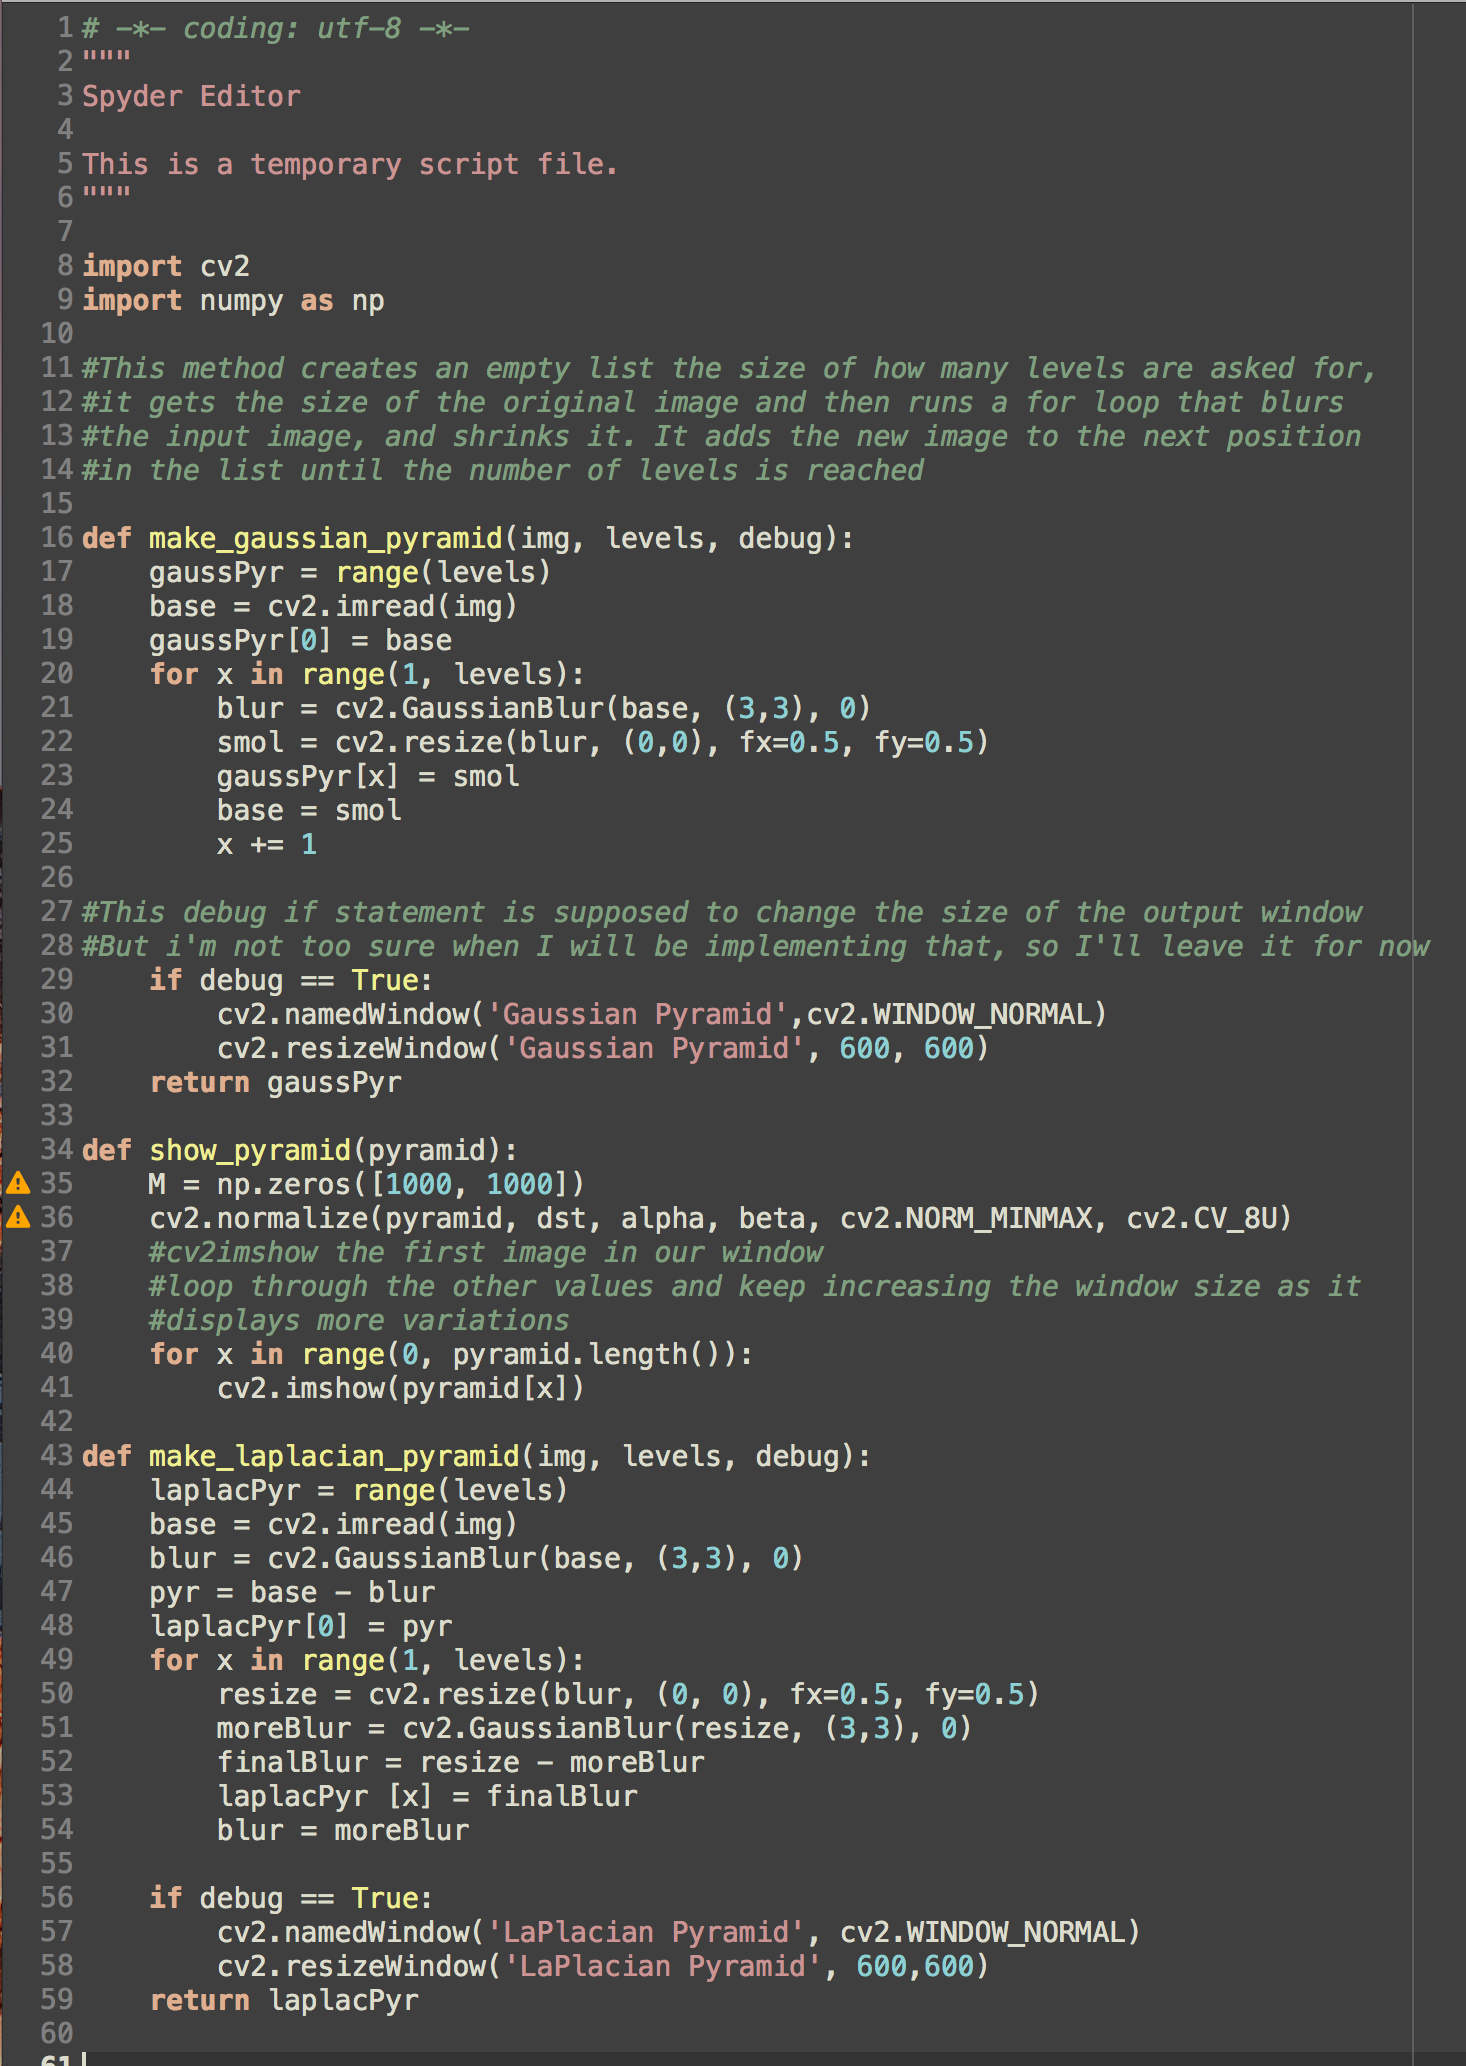 1 # -*- coding: utf-8 -*-
2 """
3 Spyder Editor
4
5 This is a temporary script file.
6 """
7
8 import cv2
9 import numpy as np
10
11 #This method creates an empty list the size of how many levels are asked for,
12 #it gets the size of the original image and then runs a for loop that blurs
13 #the input image, and shrinks it. It adds the new image to the next position
14 #in the list until the number of levels is reached
15
16 def make_gaussian_pyramid(img, levels, debug):
17     gaussPyr = range(levels)
18     base = cv2.imread(img)
19     gaussPyr[0] = base
20     for x in range(1, levels):
21         blur = cv2.GaussianBlur(base, (3,3), 0)
22         smol = cv2.resize(blur, (0,0), fx=0.5, fy=0.5)
23         gaussPyr[x] = smol
24         base = smol
25         x += 1
26
27 #This debug if statement is supposed to change the size of the output window
28 #But i'm not too sure when I will be implementing that, so I'll leave it for now
29     if debug == True:
30         cv2.namedWindow('Gaussian Pyramid',cv2.WINDOW_NORMAL)
31         cv2.resizeWindow('Gaussian Pyramid', 600, 600)
32     return gaussPyr
33
34 def show_pyramid(pyramid):
35     M = np.zeros([1000, 1000])
36     cv2.normalize(pyramid, dst, alpha, beta, cv2.NORM_MINMAX, cv2.CV_8U)
37     #cv2imshow the first image in our window
38     #loop through the other values and keep increasing the window size as it
39     #displays more variations
40     for x in range(0, pyramid.length()):
41         cv2.imshow(pyramid[x])
42
43 def make_laplacian_pyramid(img, levels, debug):
44     laplacPyr = range(levels)
45     base = cv2.imread(img)
46     blur = cv2.GaussianBlur(base, (3,3), 0)
47     pyr = base - blur
48     laplacPyr[0] = pyr
49     for x in range(1, levels):
50         resize = cv2.resize(blur, (0, 0), fx=0.5, fy=0.5)
51         moreBlur = cv2.GaussianBlur(resize, (3,3), 0)
52         finalBlur = resize - moreBlur
53         laplacPyr [x] = finalBlur
54         blur = moreBlur
55
56     if debug == True:
57         cv2.namedWindow('LaPlacian Pyramid', cv2.WINDOW_NORMAL)
58         cv2.resizeWindow('LaPlacian Pyramid', 600,600)
59     return laplacPyr
60
61